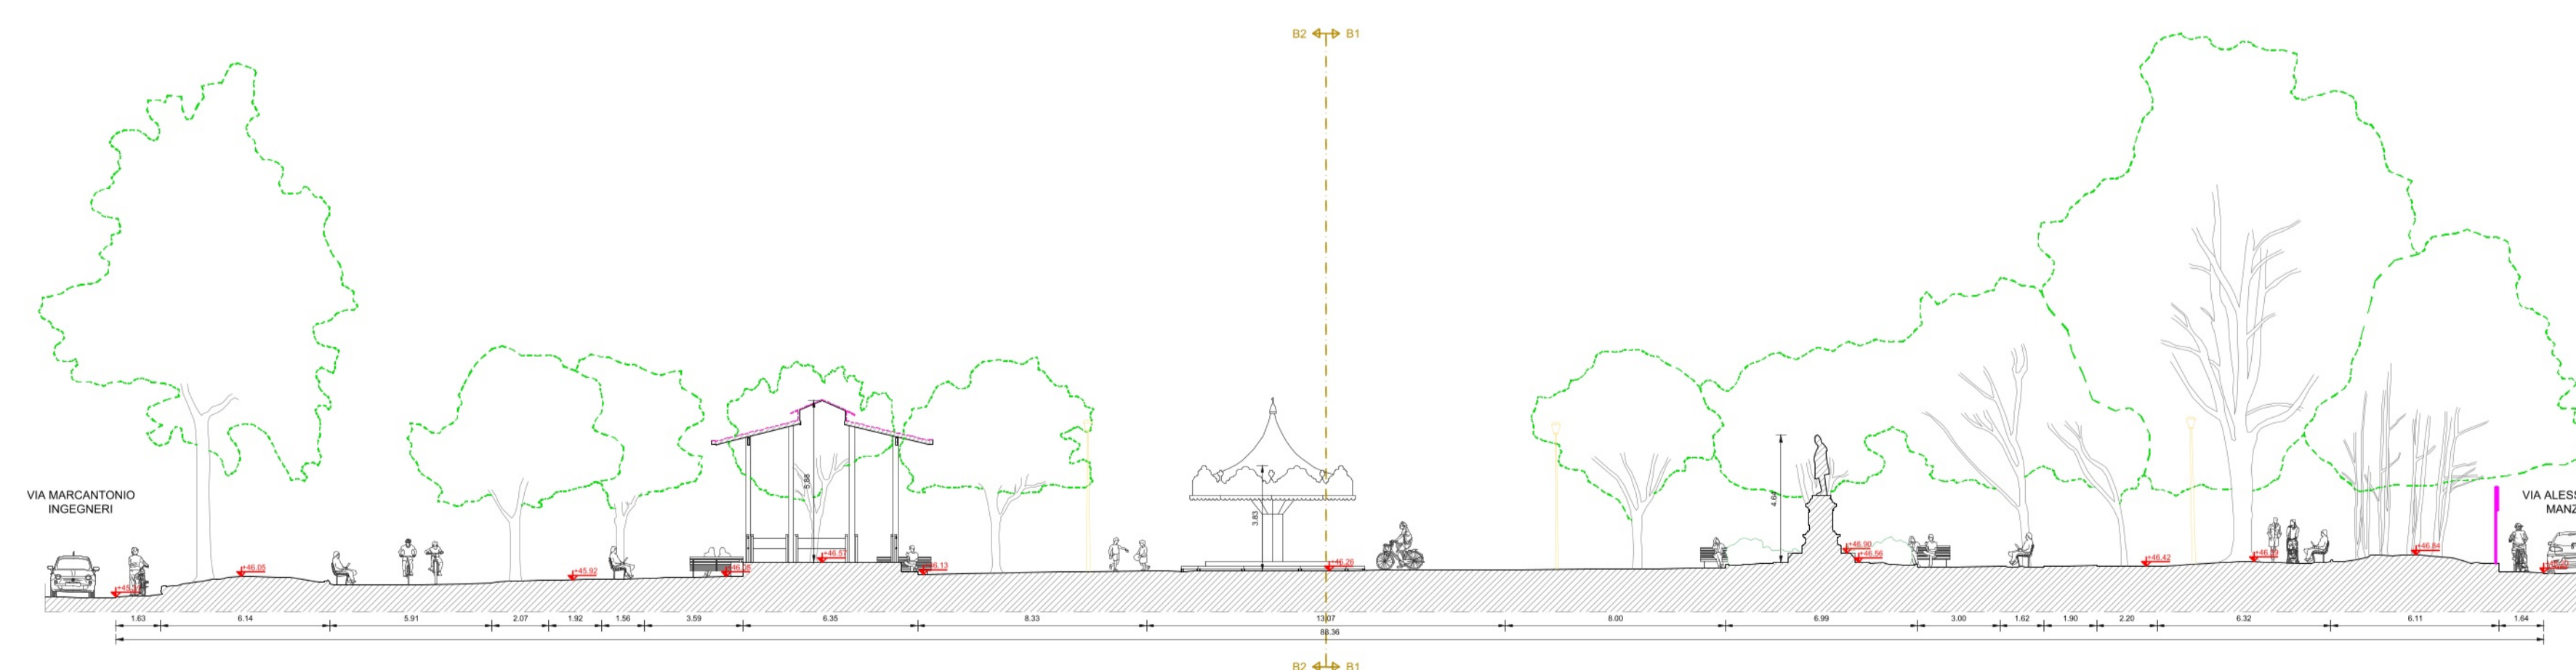 B2 B1
VIA MARCANTONIO
INGEGNERI
VIA ALES
MANZ
5.88
3.83
+46.05
+45.92
+46.57
+46.13
+46.26
+46.90
+46.56
+46.42
+46.84
1.63 6.14 5.91 2.07 1.92 1.56 3.59 6.35 8.33 13.07 8.00 6.99 3.00 1.62 1.90 2.20 6.32 6.11 1.64
88.36
B2 B1